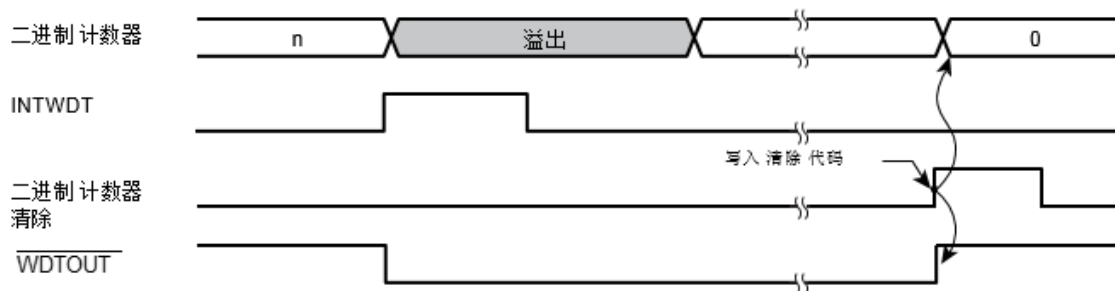 二进制 计数器
n
溢出
0
INTWDT
写入 清除 代码
二进制 计数器
清除
WDTOUT